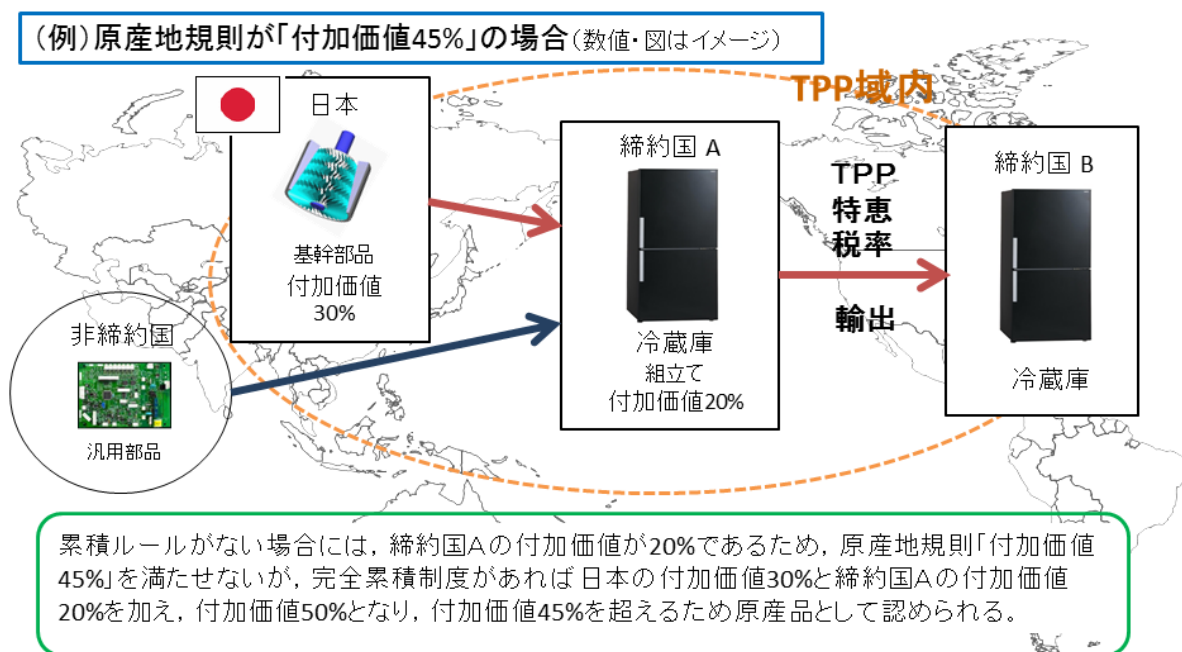 （例）原産地規則が「付加価値45%」の場合（数値・図はイメージ）
TPP域内
日本
基幹部品
付加価値
30%
非締約国
汎用部品
締約国 A
冷蔵庫
組立て
付加価値20%
TPP
特恵
税率
輸出
締約国 B
冷蔵庫
累積ルールがない場合には，締約国Aの付加価値が20%であるため，原産地規則「付加価値
45%」を満たせないが，完全累積制度があれば日本の付加価値30%と締約国Aの付加価値
20%を加え，付加価値50%となり，付加価値45%を超えるため原産品として認められる。